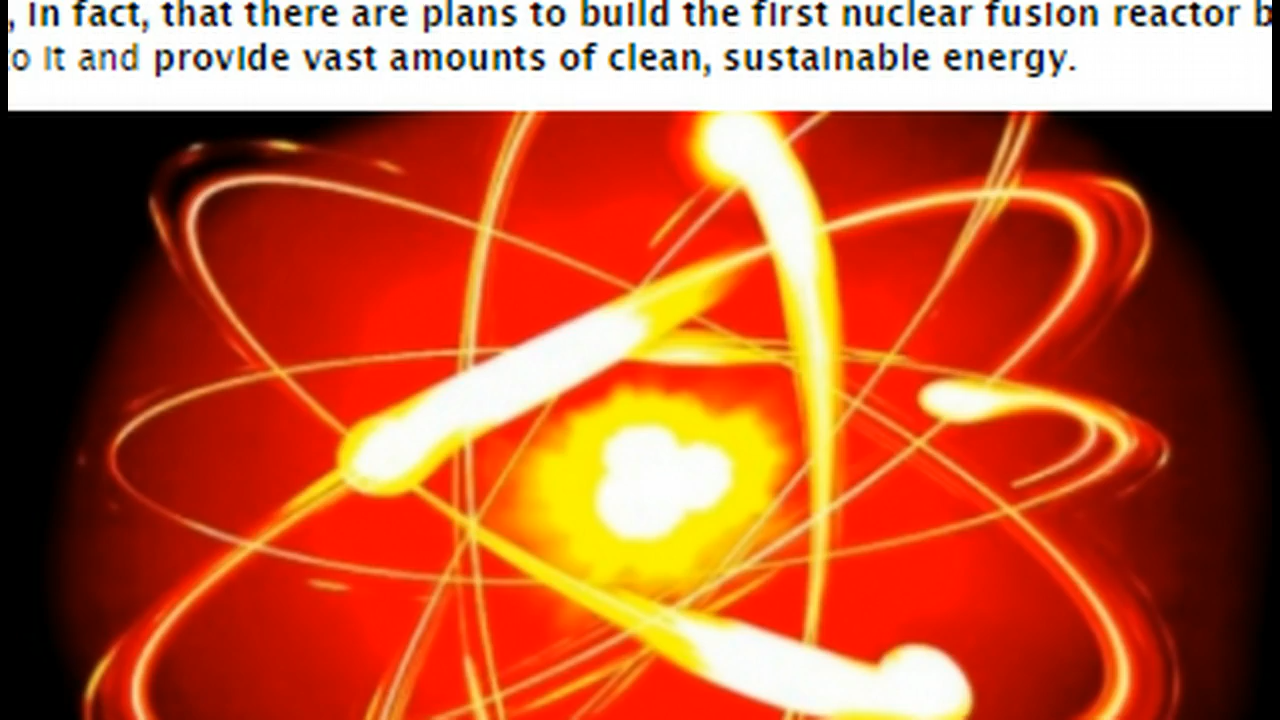 , in fact, that there are plans to build the first nuclear fusion reactor b
o it and provide vast amounts of clean, sustainable energy.